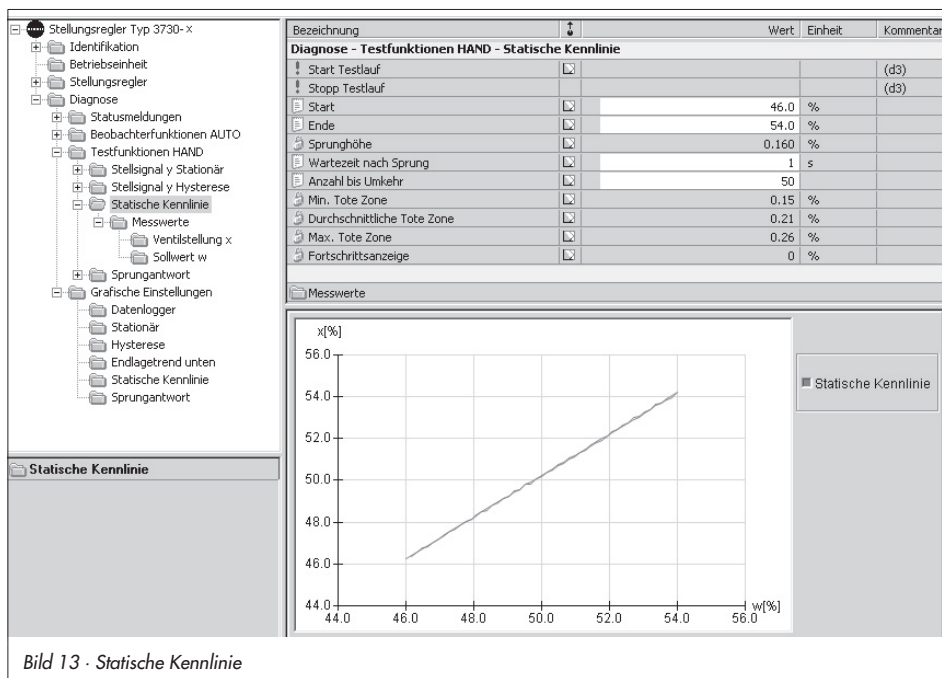 Stellungsregler Typ 3730-x
Identifikation
Betriebseinheit
Stellungsregler
Diagnose
Statusmeldungen
Beobachterfunktionen AUTO
Testfunktionen HAND
Stellsignal y Stationär
Stellsignal y Hysterese
Statische Kennlinie
Messwerte
Ventilstellung x
Sollwert w
Sprungantwort
Grafische Einstellungen
Datenlogger
Stationär
Hysterese
Endlagetrend unten
Statische Kennlinie
Sprungantwort
Statische Kennlinie
Bezeichnung Wert Einheit Kommentar
Diagnose - Testfunktionen HAND - Statische Kennlinie
Start Testlauf (d3)
Stopp Testlauf (d3)
Start 46.0 %
Ende 54.0 %
Sprunghöhe 0.160 %
Wartezeit nach Sprung 1 s
Anzahl bis Umkehr 50
Min. Tote Zone 0.15 %
Durchschnittliche Tote Zone 0.21 %
Max. Tote Zone 0.26 %
Fortschrittsanzeige 0 %
Messwerte
x[%]
56.0
54.0
52.0
50.0
48.0
46.0
44.0
44.0 46.0 48.0 50.0 52.0 54.0 56.0
w[%]
Statische Kennlinie
Bild 13 · Statische Kennlinie